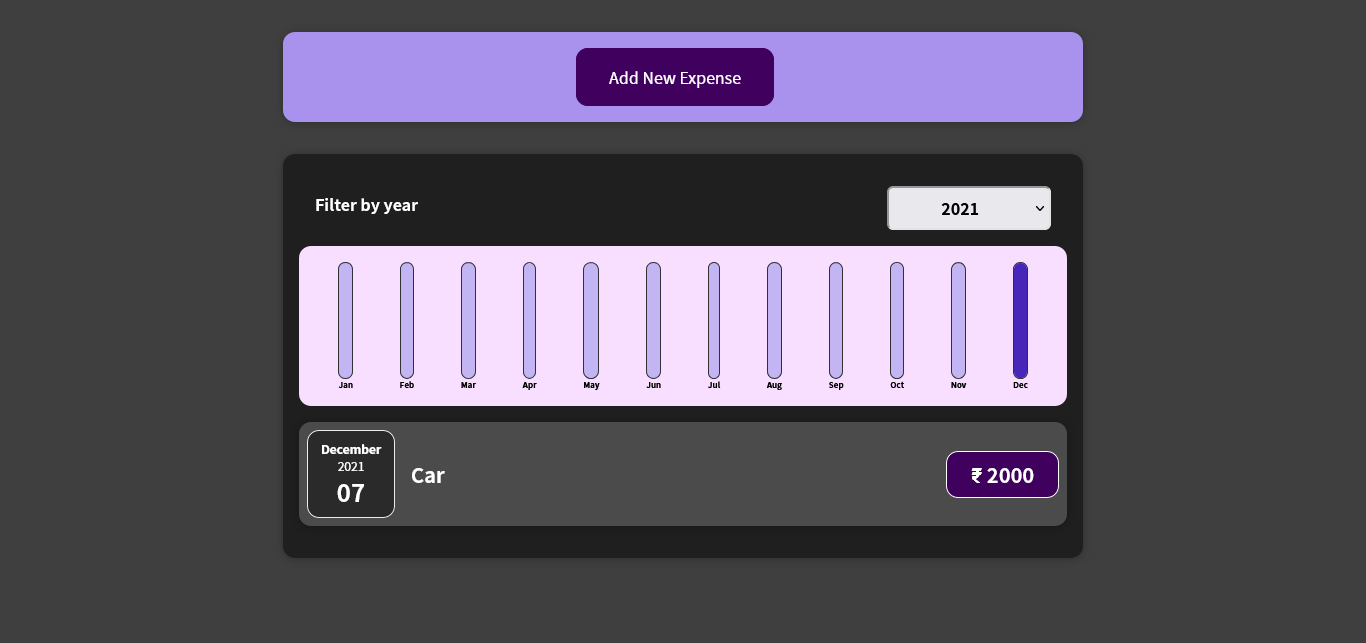 Add New Expense
Filter by year
2021
Jan Feb Mar Apr May Jun Jul Aug Sep Oct Nov Dec
December
2021
07
Car
₹ 2000